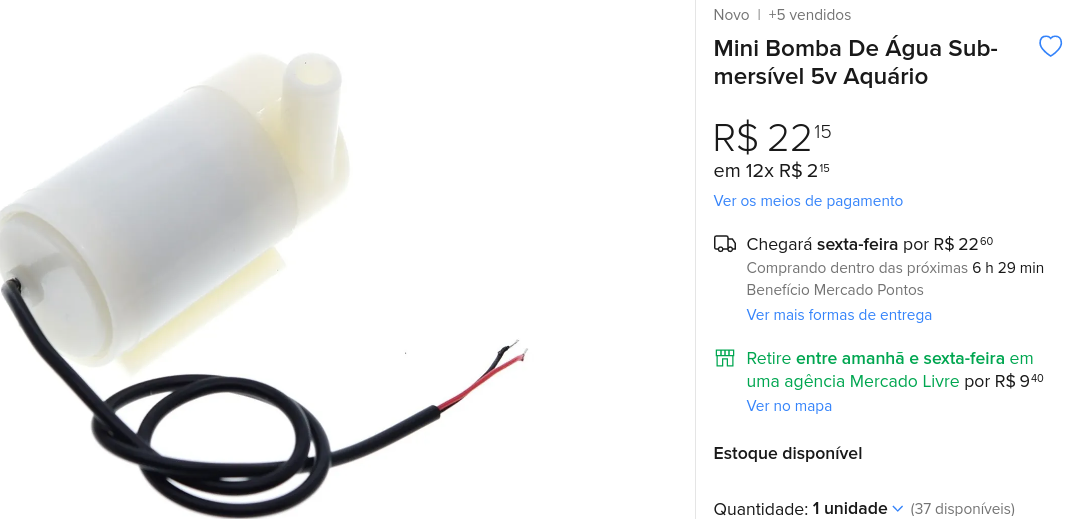 Novo | +5 vendidos
Mini Bomba De Água Sub-
mersível 5v Aquário
R$ 22 15
em 12x R$ 2 15
Ver os meios de pagamento
Chegará sexta-feira por R$ 22 60
Comprando dentro das próximas 6 h 29 min
Benefício Mercado Pontos
Ver mais formas de entrega
Retire entre amanhã e sexta-feira em
uma agência Mercado Livre por R$ 9 40
Ver no mapa
Estoque disponível
Quantidade: 1 unidade (37 disponíveis)